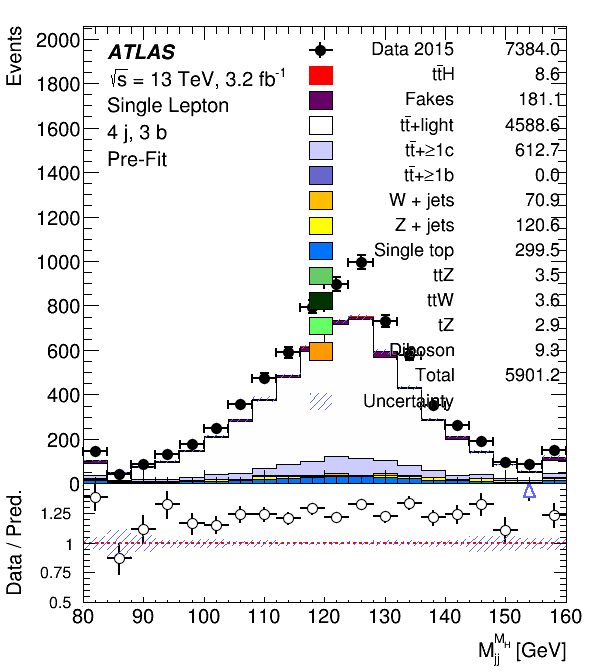 Events
2000
1800
1600
1400
1200
1000
800
600
400
200
0
ATLAS
√s = 13 TeV, 3.2 fb-1
Single Lepton
4 j, 3 b
Pre-Fit
Data 2015 7384.0
tt̄H 8.6
Fakes 181.1
tt̄+light 4588.6
tt̄+≥1c 612.7
tt̄+≥1b 0.0
W + jets 70.9
Z + jets 120.6
Single top 299.5
ttZ 3.5
ttW 3.6
tZ 2.9
Diboson 9.3
Total 5901.2
Uncertainty
Data / Pred.
1.25
1
0.75
0.5
80 90 100 110 120 130 140 150 160
M_jj^M_H [GeV]